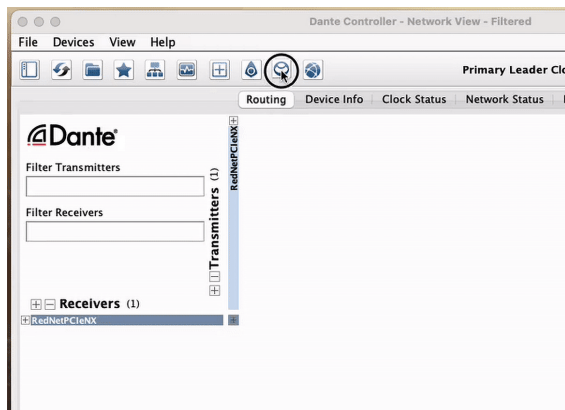 Dante Controller - Network View - Filtered
File Devices View Help
Primary Leader Clo
Routing Device Info Clock Status Network Status
Dante
Filter Transmitters
Filter Receivers
RedNetPCIeNX
Transmitters (1)
Receivers (1)
RedNetPCIeNX